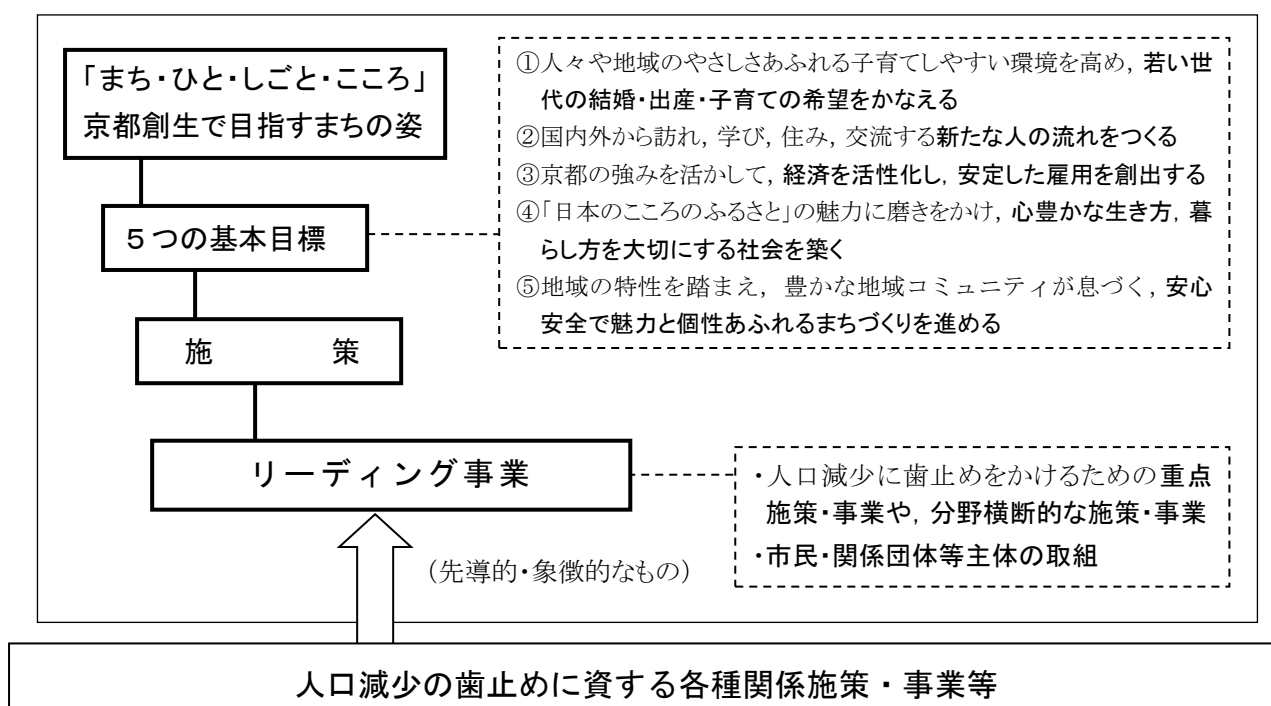 「まち・ひと・しごと・こころ」
京都創生で目指すまちの姿
５つの基本目標
①人々や地域のやさしさあふれる子育てしやすい環境を高め，若い世
代の結婚・出産・子育ての希望をかなえる
②国内外から訪れ，学び，住み，交流する新たな人の流れをつくる
③京都の強みを活かして，経済を活性化し，安定した雇用を創出する
④「日本のこころのふるさと」の魅力に磨きをかけ，心豊かな生き方，暮
らし方を大切にする社会を築く
⑤地域の特性を踏まえ，豊かな地域コミュニティが息づく，安心
安全で魅力と個性あふれるまちづくりを進める
施　　　　策
リーディング事業
・人口減少に歯止めをかけるための重点
施策・事業や，分野横断的な施策・事業
・市民・関係団体等主体の取組
（先導的・象徴的なもの）
人口減少の歯止めに資する各種関係施策・事業等